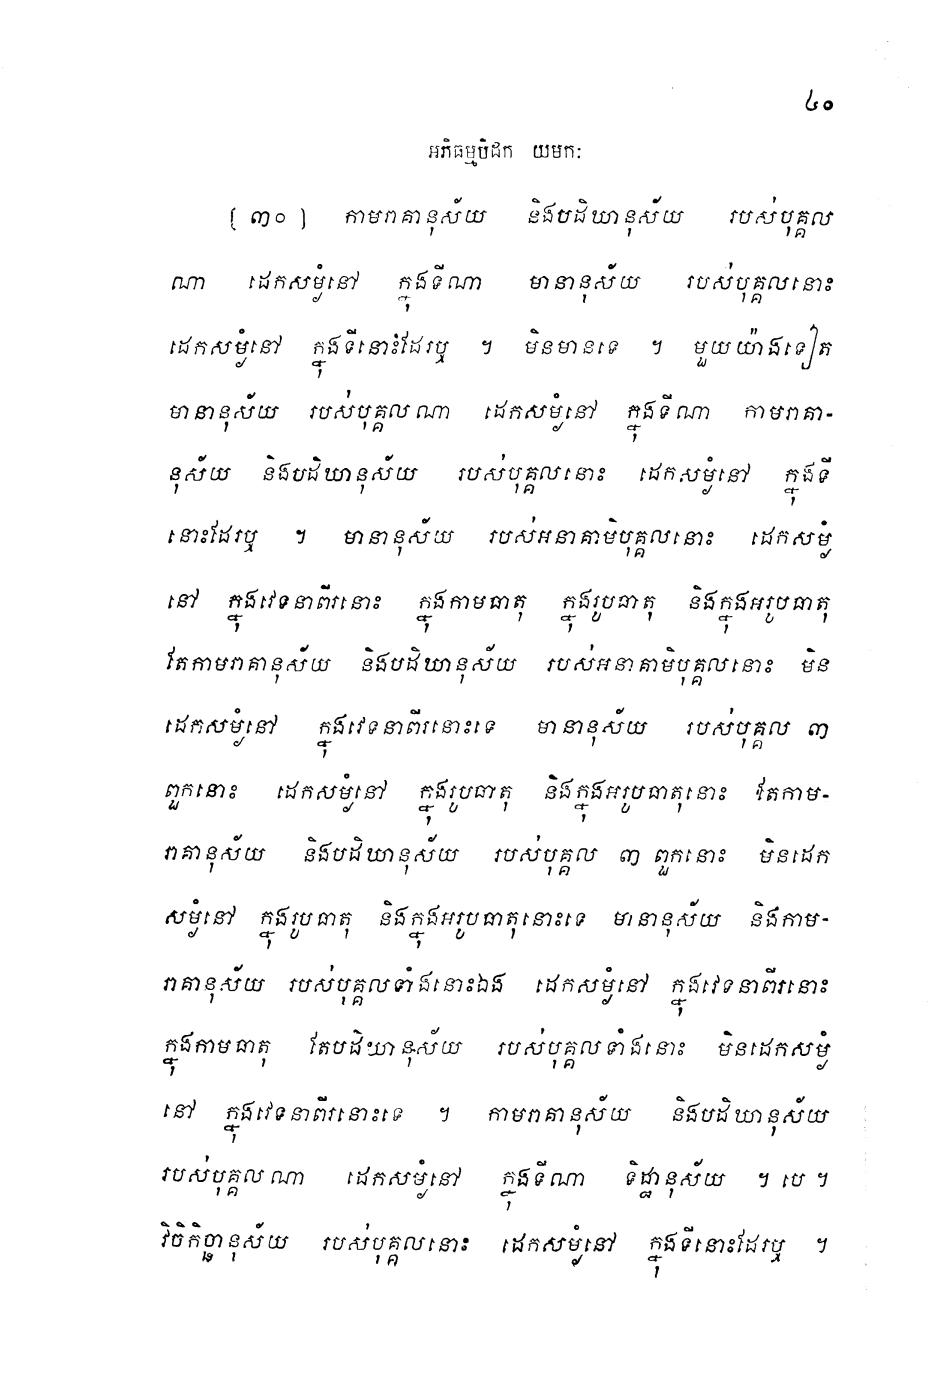 ៤០
អភិធម្មបិដក យមកៈ
[ ៣០ ] កាមរាគានុស័យ និងបដិឃានុស័យ របស់បុគ្គល
ណា ដេកសម្ងំនៅ ក្នុងទីណា មានានុស័យ របស់បុគ្គលនោះ
ដេកសម្ងំនៅ ក្នុងទីនោះដែរឬ ។ មិនមានទេ ។ មួយយ៉ាងទៀត
មានានុស័យ របស់បុគ្គលណា ដេកសម្ងំនៅ ក្នុងទីណា កាមរាគា-
នុស័យ និងបដិឃានុស័យ របស់បុគ្គលនោះ ដេកសម្ងំនៅ ក្នុងទី
នោះដែរឬ ។ មានានុស័យ របស់អនាគាមិបុគ្គលនោះ ដេកសម្ងំ
នៅ ក្នុងវេទនាពីរនោះ ក្នុងកាមធាតុ ក្នុងរូបធាតុ និងក្នុងអរូបធាតុ
តែកាមរាគានុស័យ និងបដិឃានុស័យ របស់អនាគាមិបុគ្គលនោះ មិន
ដេកសម្ងំនៅ ក្នុងវេទនាពីរនោះទេ មានានុស័យ របស់បុគ្គល ៣
ពួកនោះ ដេកសម្ងំនៅ ក្នុងរូបធាតុ និងក្នុងអរូបធាតុនោះ តែកាម-
រាគានុស័យ និងបដិឃានុស័យ របស់បុគ្គល ៣ ពួកនោះ មិនដេក
សម្ងំនៅ ក្នុងរូបធាតុ និងក្នុងអរូបធាតុនោះទេ មានានុស័យ និងកាម-
រាគានុស័យ របស់បុគ្គលទាំងនោះឯង ដេកសម្ងំនៅ ក្នុងវេទនាពីរនោះ
ក្នុងកាមធាតុ តែបដិឃានុស័យ របស់បុគ្គលទាំងនោះ មិនដេកសម្ងំ
នៅ ក្នុងវេទនាពីរនោះទេ ។ កាមរាគានុស័យ និងបដិឃានុស័យ
របស់បុគ្គលណា ដេកសម្ងំនៅ ក្នុងទីណា ទិដ្ឋានុស័យ ។ បេ ។
វិចិកិច្ឆានុស័យ របស់បុគ្គលនោះ ដេកសម្ងំនៅ ក្នុងទីនោះដែរឬ ។